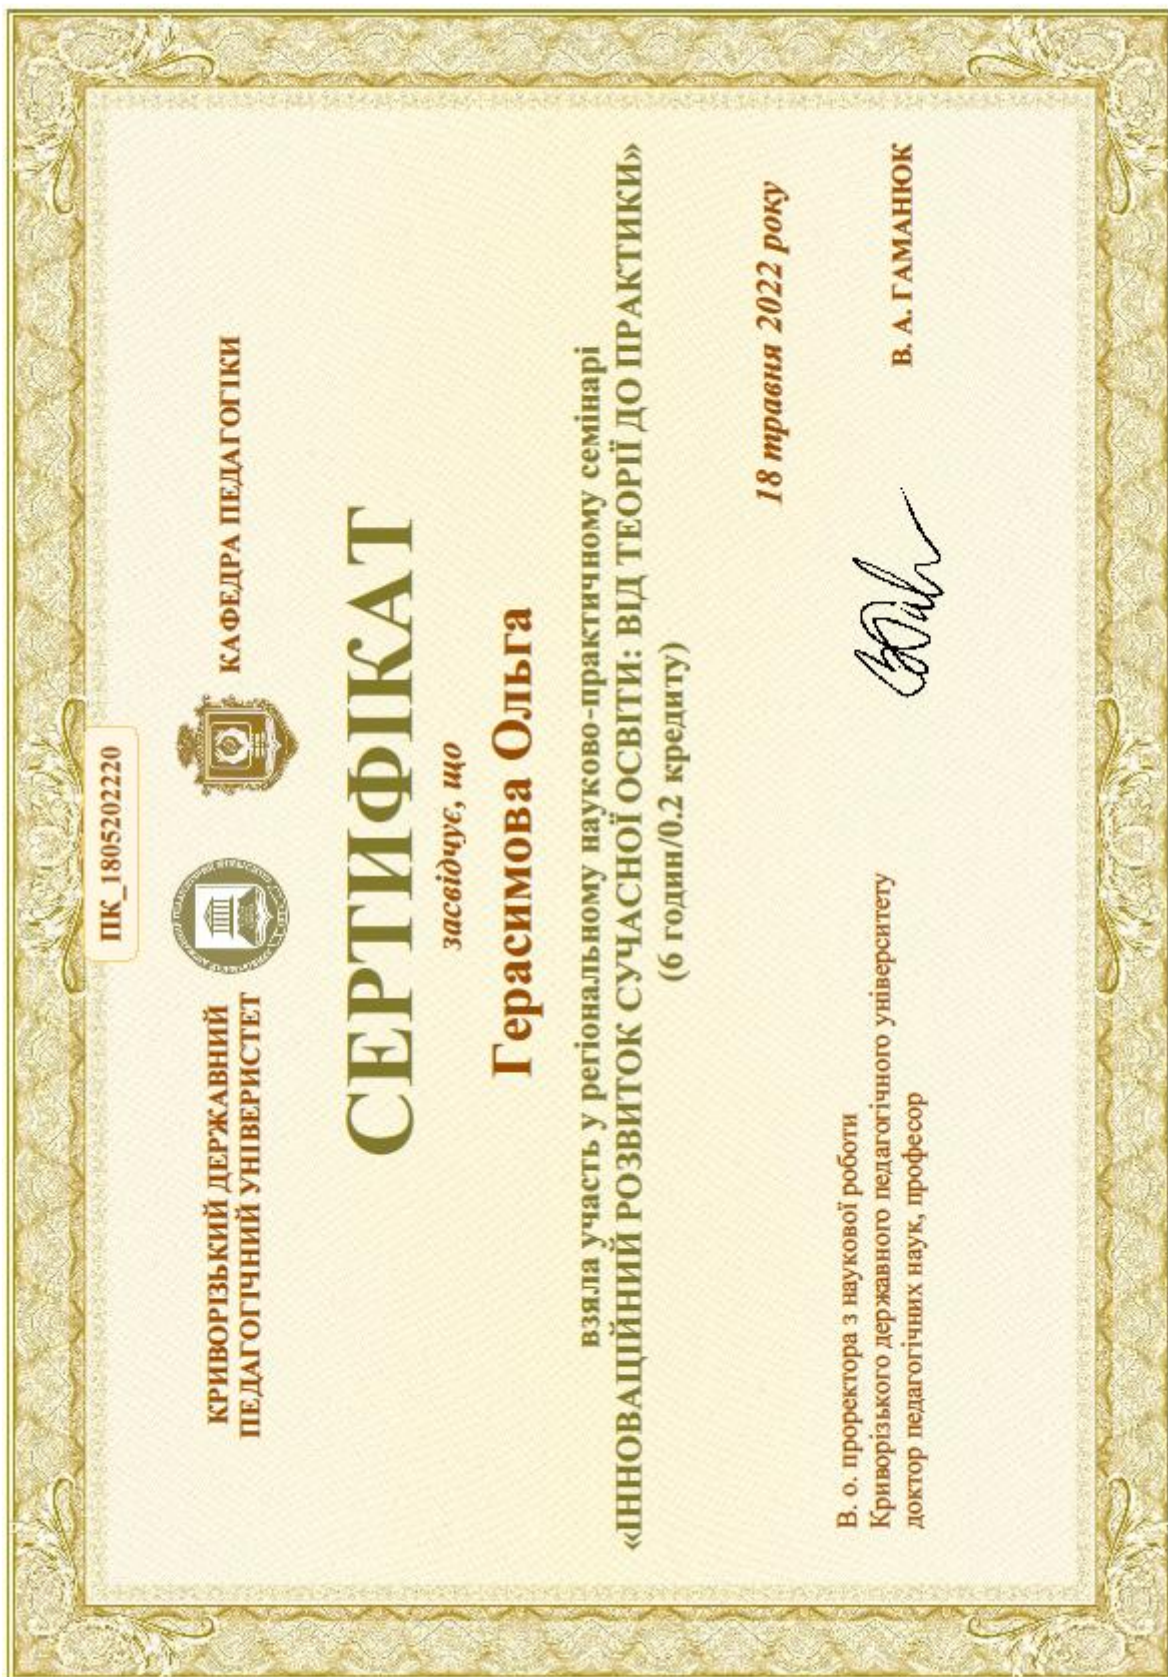 ПК_1805202220
КРИВОРІЗЬКИЙ ДЕРЖАВНИЙ
ПЕДАГОГІЧНИЙ УНІВЕРИСТЕТ
КАФЕДРА ПЕДАГОГІКИ
СЕРТИФІКАТ
засвідчує, що
Герасимова Ольга
взяла участь у регіональному науково-практичному семінарі
«ІННОВАЦІЙНИЙ РОЗВИТОК СУЧАСНОЇ ОСВІТИ: ВІД ТЕОРІЇ ДО ПРАКТИКИ»
(6 годин/0.2 кредиту)
18 травня 2022 року
В. о. проректора з наукової роботи
Криворізького державного педагогічного університету
доктор педагогічних наук, професор
В. А. ГАМАНЮК